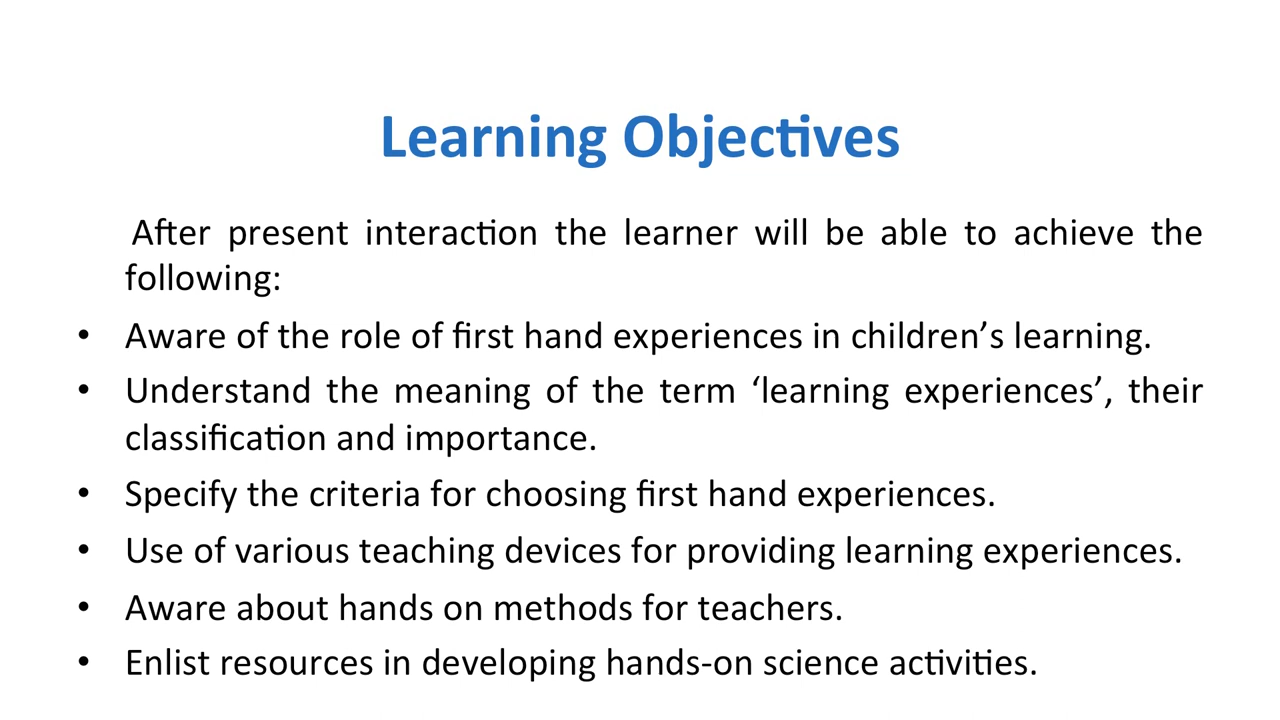 Learning Objectives
After present interaction the learner will be able to achieve the
following:
• Aware of the role of first hand experiences in children’s learning.
• Understand the meaning of the term ‘learning experiences’, their
classification and importance.
• Specify the criteria for choosing first hand experiences.
• Use of various teaching devices for providing learning experiences.
• Aware about hands on methods for teachers.
• Enlist resources in developing hands-on science activities.